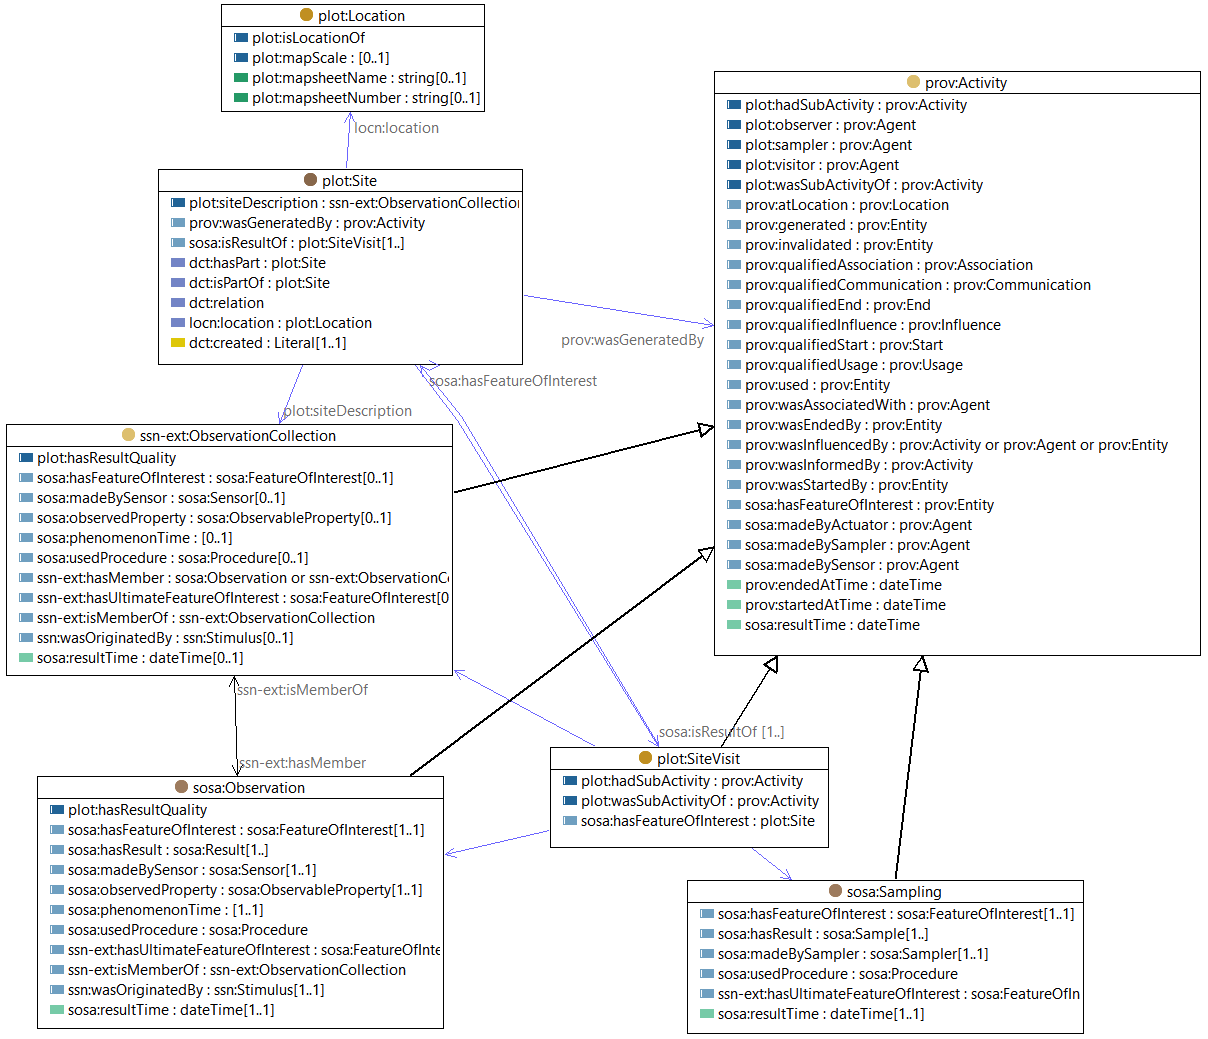 plot:Location
plot:isLocationOf
plot:mapScale : [0..1]
plot:mapsheetName : string[0..1]
plot:mapsheetNumber : string[0..1]
locn:location
plot:Site
plot:siteDescription : ssn-ext:ObservationCollection
prov:wasGeneratedBy : prov:Activity
sosa:isResultOf : plot:SiteVisit[1..]
dct:hasPart : plot:Site
dct:isPartOf : plot:Site
dct:relation
locn:location : plot:Location
dct:created : Literal[1..1]
prov:wasGeneratedBy
sosa:hasFeatureOfInterest
plot:siteDescription
prov:Activity
plot:hadSubActivity : prov:Activity
plot:observer : prov:Agent
plot:sampler : prov:Agent
plot:visitor : prov:Agent
plot:wasSubActivityOf : prov:Activity
prov:atLocation : prov:Location
prov:generated : prov:Entity
prov:invalidated : prov:Entity
prov:qualifiedAssociation : prov:Association
prov:qualifiedCommunication : prov:Communication
prov:qualifiedEnd : prov:End
prov:qualifiedInfluence : prov:Influence
prov:qualifiedStart : prov:Start
prov:qualifiedUsage : prov:Usage
prov:used : prov:Entity
prov:wasAssociatedWith : prov:Agent
prov:wasEndedBy : prov:Entity
prov:wasInfluencedBy : prov:Activity or prov:Agent or prov:Entity
prov:wasInformedBy : prov:Activity
prov:wasStartedBy : prov:Entity
sosa:hasFeatureOfInterest : prov:Entity
sosa:madeByActuator : prov:Agent
sosa:madeBySampler : prov:Agent
sosa:madeBySensor : prov:Agent
prov:endedAtTime : dateTime
prov:startedAtTime : dateTime
sosa:resultTime : dateTime
ssn-ext:ObservationCollection
plot:hasResultQuality
sosa:hasFeatureOfInterest : sosa:FeatureOfInterest[0..1]
sosa:madeBySensor : sosa:Sensor[0..1]
sosa:observedProperty : sosa:ObservableProperty[0..1]
sosa:phenomenonTime : [0..1]
sosa:usedProcedure : sosa:Procedure[0..1]
ssn-ext:hasMember : sosa:Observation or ssn-ext:ObservationC
ssn-ext:hasUltimateFeatureOfInterest : sosa:FeatureOfInterest[0
ssn-ext:isMemberOf : ssn-ext:ObservationCollection
ssn:wasOriginatedBy : ssn:Stimulus[0..1]
sosa:resultTime : dateTime[0..1]
ssn-ext:isMemberOf
ssn-ext:hasMember
sosa:isResultOf [1..]
plot:SiteVisit
plot:hadSubActivity : prov:Activity
plot:wasSubActivityOf : prov:Activity
sosa:hasFeatureOfInterest : plot:Site
sosa:Observation
plot:hasResultQuality
sosa:hasFeatureOfInterest : sosa:FeatureOfInterest[1..1]
sosa:hasResult : sosa:Result[1..]
sosa:madeBySensor : sosa:Sensor[1..1]
sosa:observedProperty : sosa:ObservableProperty[1..1]
sosa:phenomenonTime : [1..1]
sosa:usedProcedure : sosa:Procedure
ssn-ext:hasUltimateFeatureOfInterest : sosa:FeatureOfInte
ssn-ext:isMemberOf : ssn-ext:ObservationCollection
ssn:wasOriginatedBy : ssn:Stimulus[1..1]
sosa:resultTime : dateTime[1..1]
sosa:Sampling
sosa:hasFeatureOfInterest : sosa:FeatureOfInterest[1..1]
sosa:hasResult : sosa:Sample[1..]
sosa:madeBySampler : sosa:Sampler[1..1]
sosa:usedProcedure : sosa:Procedure
ssn-ext:hasUltimateFeatureOfInterest : sosa:FeatureOfIn
sosa:resultTime : dateTime[1..1]